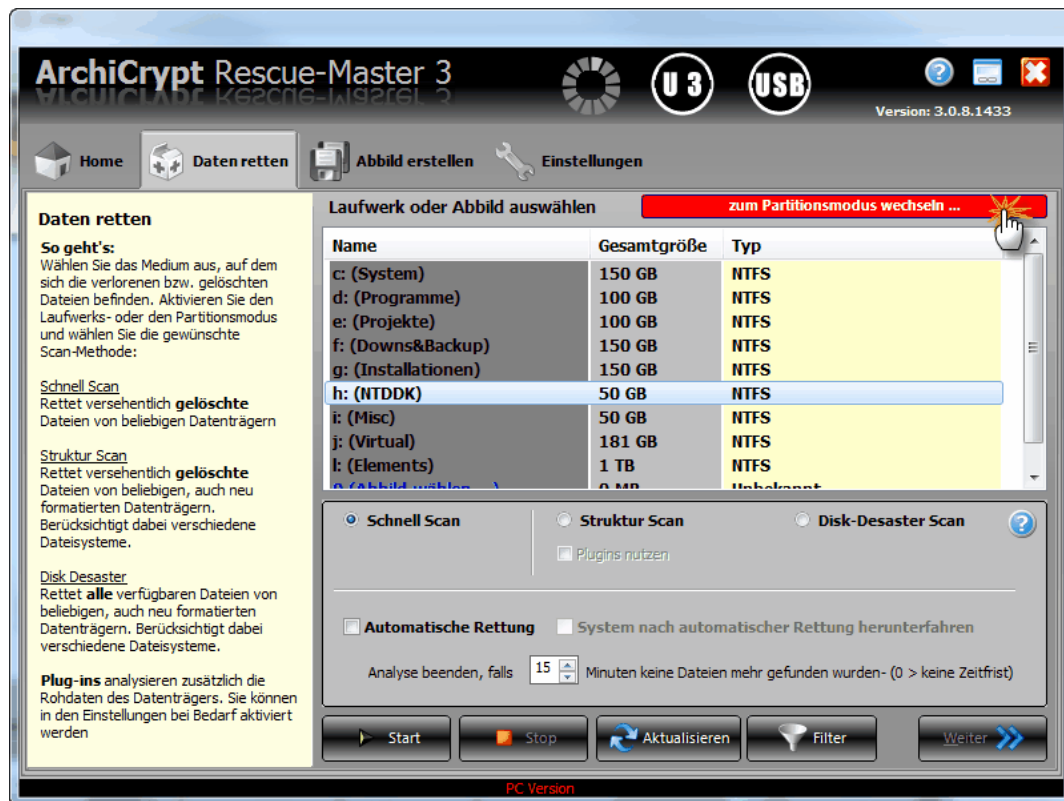 ArchiCrypt Rescue-Master 3
U 3
USB
Version: 3.0.8.1433
Home
Daten retten
Abbild erstellen
Einstellungen
Daten retten
So geht's:
Wählen Sie das Medium aus, auf dem
sich die verlorenen bzw. gelöschten
Dateien befinden. Aktivieren Sie den
Laufwerks- oder den Partitionsmodus
und wählen Sie die gewünschte
Scan-Methode:
Schnell Scan
Rettet versehentlich gelöschte
Dateien von beliebigen Datenträgern
Struktur Scan
Rettet versehentlich gelöschte
Dateien von beliebigen, auch neu
formatierten Datenträgern.
Berücksichtigt dabei verschiedene
Dateisysteme.
Disk Desaster
Rettet alle verfügbaren Dateien von
beliebigen, auch neu formatierten
Datenträgern. Berücksichtigt dabei
verschiedene Dateisysteme.
Plug-ins analysieren zusätzlich die
Rohdaten des Datenträgers. Sie können
in den Einstellungen bei Bedarf aktiviert
werden
Laufwerk oder Abbild auswählen
zum Partitionsmodus wechseln ...
Name Gesamtgröße Typ
c: (System) 150 GB NTFS
d: (Programme) 100 GB NTFS
e: (Projekte) 100 GB NTFS
f: (Downs&Backup) 150 GB NTFS
g: (Installationen) 150 GB NTFS
h: (NTDDK) 50 GB NTFS
i: (Misc) 50 GB NTFS
j: (Virtual) 181 GB NTFS
l: (Elements) 1 TB NTFS
(Abbild wählen ...) 0 MB Unbekannt
Schnell Scan
Struktur Scan
Disk-Desaster Scan
Plugins nutzen
Automatische Rettung
System nach automatischer Rettung herunterfahren
Analyse beenden, falls 15 Minuten keine Dateien mehr gefunden wurden- (0 > keine Zeitfrist)
Start
Stop
Aktualisieren
Filter
Weiter
PC Version